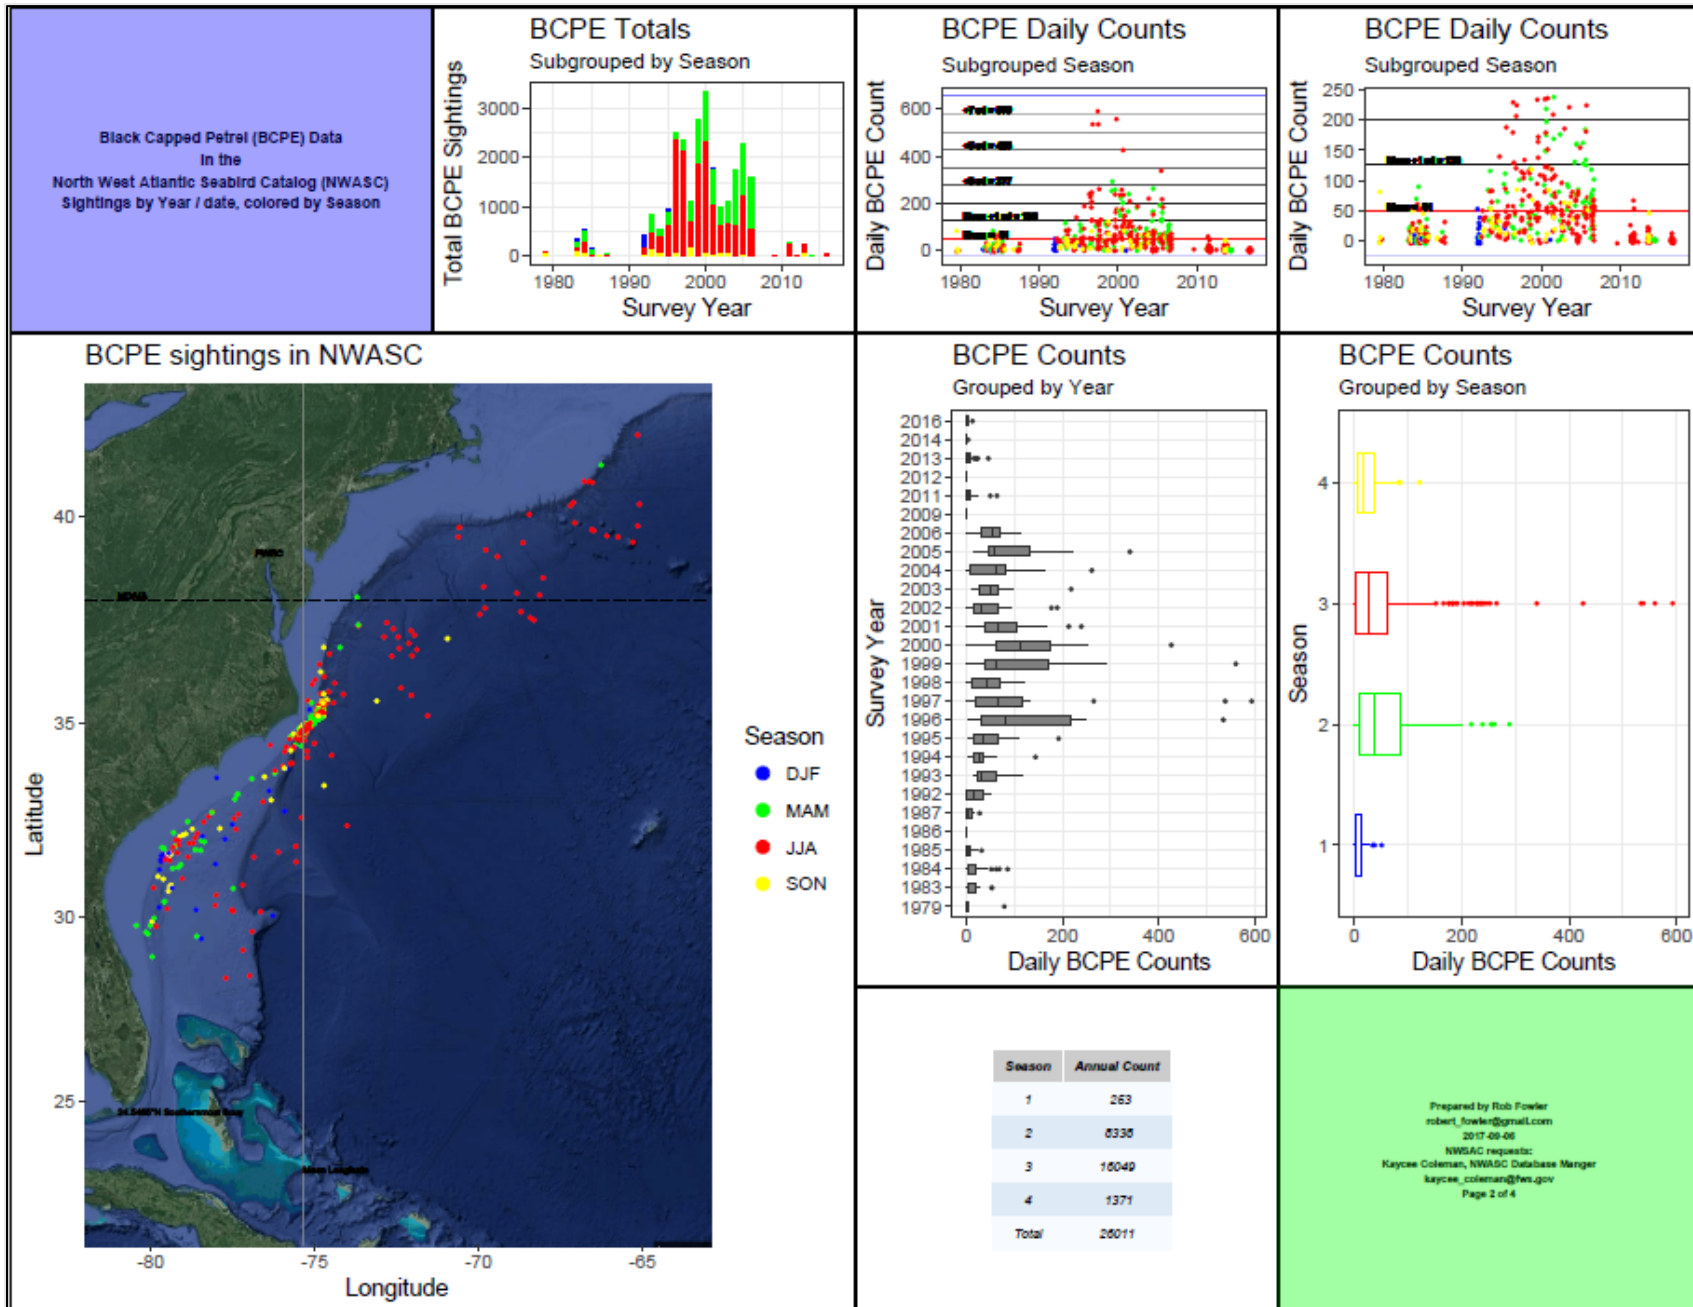 Black Capped Petrel (BCPE) Data
in the
North West Atlantic Seabird Catalog (NWASC)
Sightings by Year / date, colored by Season
BCPE Totals
Subgrouped by Season
Total BCPE Sightings
3000
2000
1000
0
1980
1990
2000
2010
Survey Year
BCPE Daily Counts
Subgrouped Season
Daily BCPE Count
600
400
200
0
1980
1990
2000
2010
Survey Year
BCPE Daily Counts
Subgrouped Season
Daily BCPE Count
250
200
150
100
50
0
1980
1990
2000
2010
Survey Year
BCPE sightings in NWASC
Latitude
40
35
30
25
PWRC
24.5465°N Southernmost Buoy
Mean Longitude
-80
-75
-70
-65
Longitude
Season
DJF
MAM
JJA
SON
BCPE Counts
Grouped by Year
Survey Year
2016
2014
2013
2012
2011
2009
2006
2005
2004
2003
2002
2001
2000
1999
1998
1997
1996
1995
1994
1993
1992
1987
1986
1985
1984
1983
1979
0
200
400
600
Daily BCPE Counts
BCPE Counts
Grouped by Season
Season
4
3
2
1
0
200
400
600
Daily BCPE Counts
Season Annual Count
1 253
2 8338
3 16049
4 1371
Total 26011
Prepared by Rob Fowler
robert_fowler@gmail.com
2017-09-06
NWSAC requests:
Kaycee Coleman, NWASC Database Manger
kaycee_coleman@fws.gov
Page 2 of 4